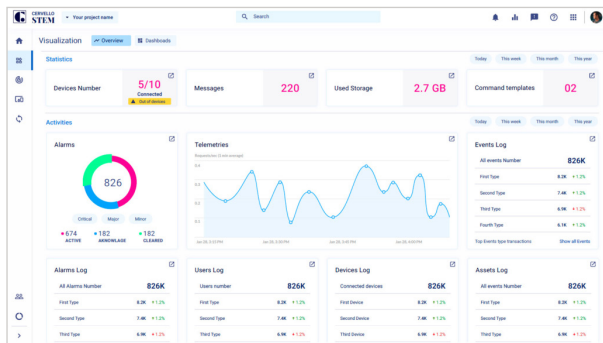 CERVELLO
STEM
Your project name
Search
Visualization
Overview
Dashboards
Statistics
Today This week This month This year
Devices Number
5/10
Connected
Out of devices
Messages
220
Used Storage
2.7 GB
Command templates
02
Activities
Today This week This month This year
Alarms
826
Critical Major Minor
674 182 182
ACTIVE AKNOWLAGE CLEARED
Telemetries
Jan 28, 3:45 PM
Events Log
All events Number 826K
First Type 8.2K +1.2%
Second Type 7.4K +1.2%
Third Type 6.9K +1.2%
Fourth Type 6.1K +1.2%
Top Events type transactions Show all Events
Alarms Log
All Alarms Number 826K
First Type 8.2K +1.2%
Second Type 7.4K +1.2%
Third Type 6.9K +1.2%
Users Log
Users number 826K
First Type 8.2K +1.2%
Second Type 7.4K +1.2%
Third Type 6.9K +1.2%
Devices Log
Connected devices 826K
First Device 8.2K +1.2%
Second Device 7.4K +1.2%
Third Device 6.9K +1.2%
Assets Log
All events Number 826K
First Type 8.2K +1.2%
Second Type 7.4K +1.2%
Third Type 6.9K +1.2%